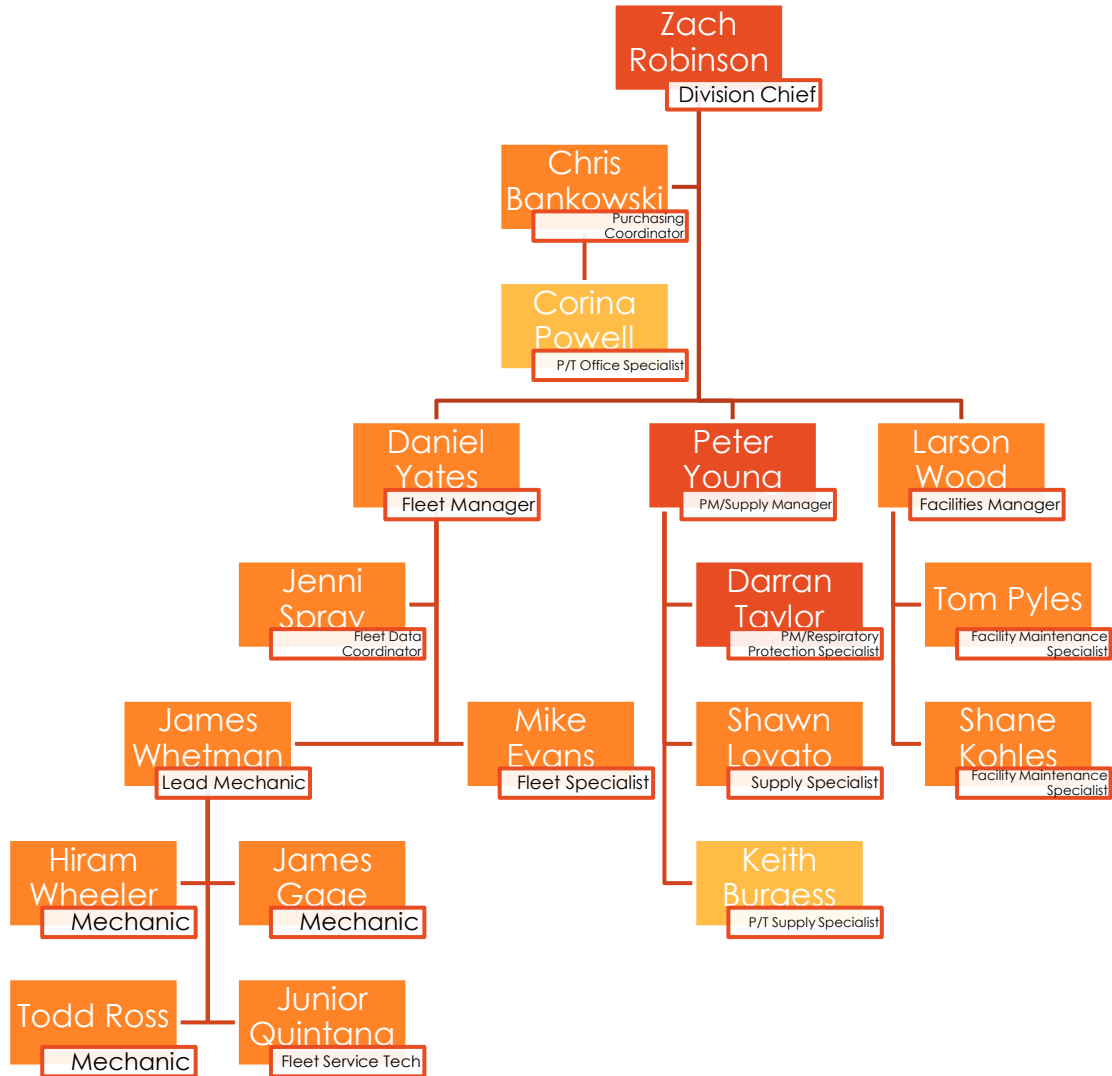 Zach
Robinson
Division Chief
Chris
Bankowski
Purchasing
Coordinator
Corina
Powell
P/T Office Specialist
Daniel
Yates
Fleet Manager
Peter
Young
PM/Supply Manager
Larson
Wood
Facilities Manager
Jenni
Spray
Fleet Data
Coordinator
Darran
Taylor
PM/Respiratory
Protection Specialist
Tom Pyles
Facility Maintenance
Specialist
James
Whetman
Lead Mechanic
Mike
Evans
Fleet Specialist
Shawn
Lovato
Supply Specialist
Shane
Kohles
Facility Maintenance
Specialist
Hiram
Wheeler
Mechanic
James
Gage
Mechanic
Keith
Burgess
P/T Supply Specialist
Todd Ross
Mechanic
Junior
Quintana
Fleet Service Tech